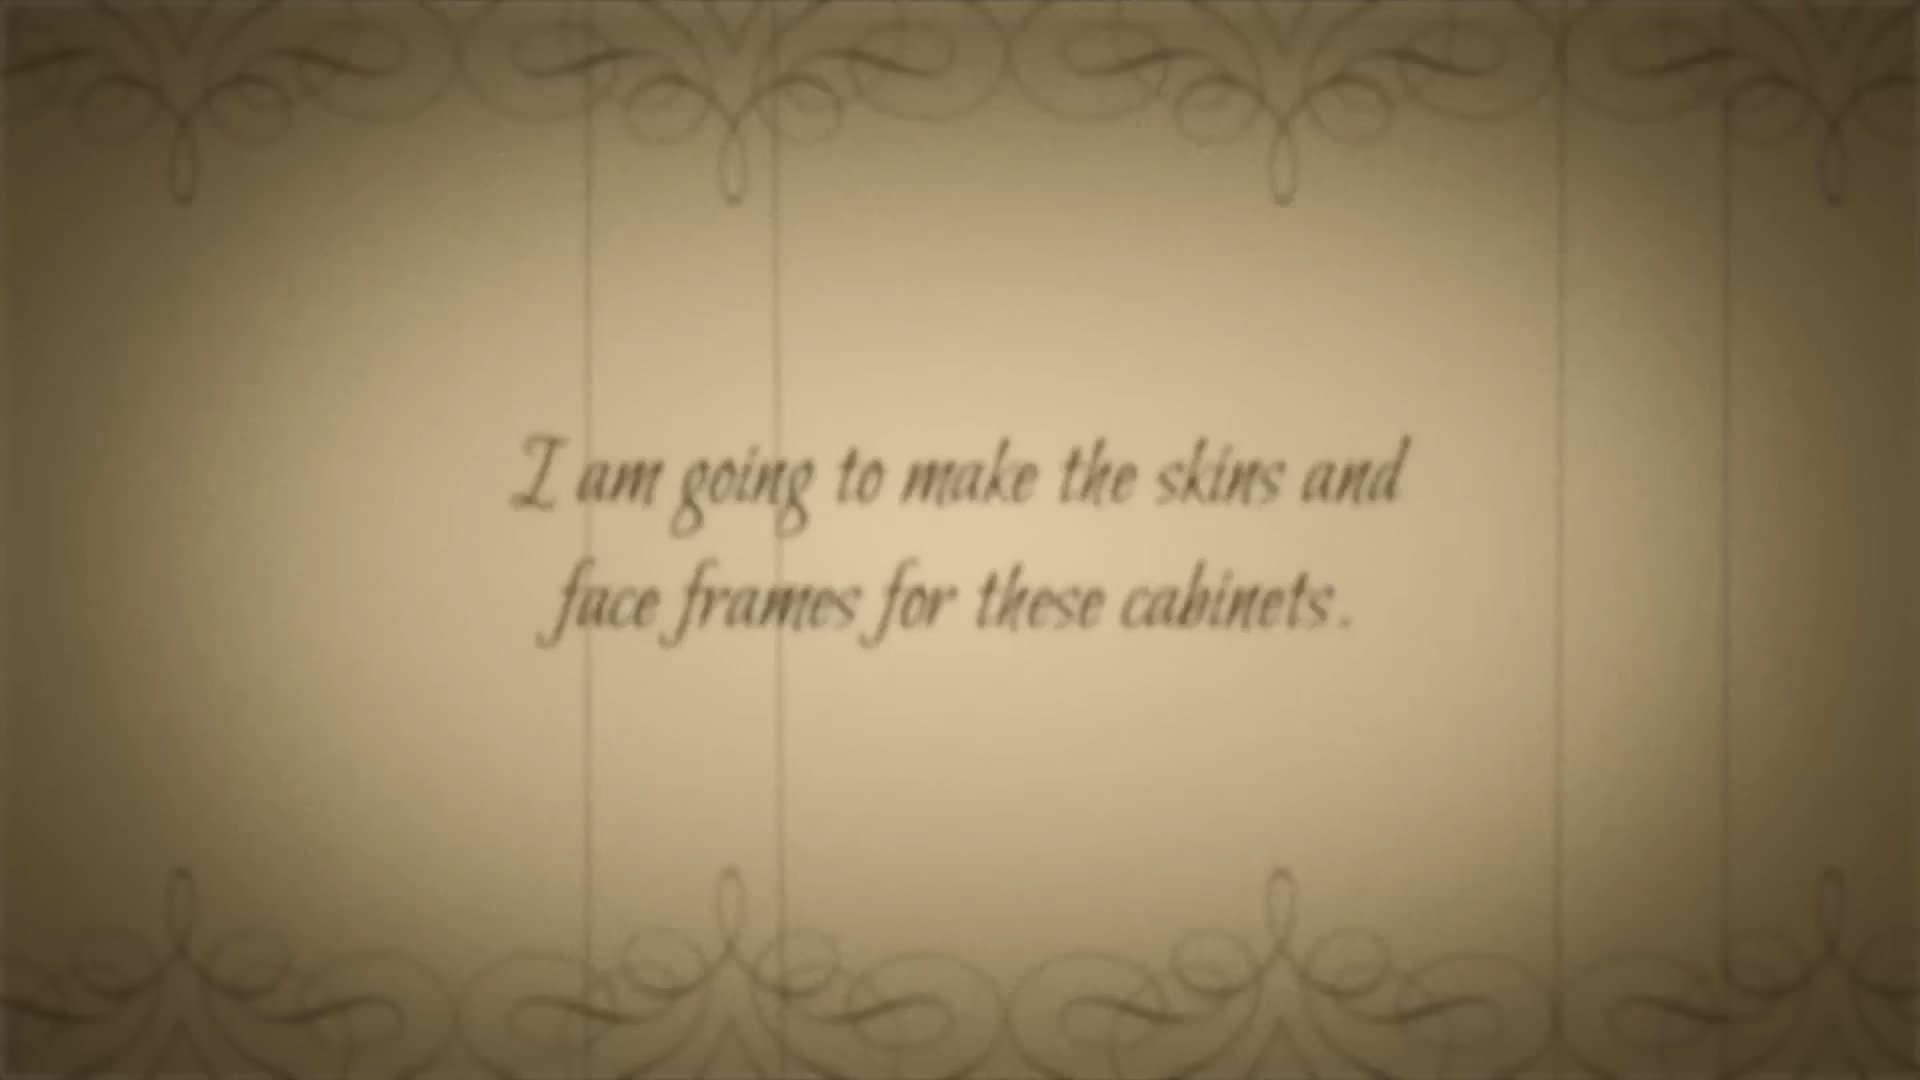 I am going to make the skins and
face frames for these cabinets.